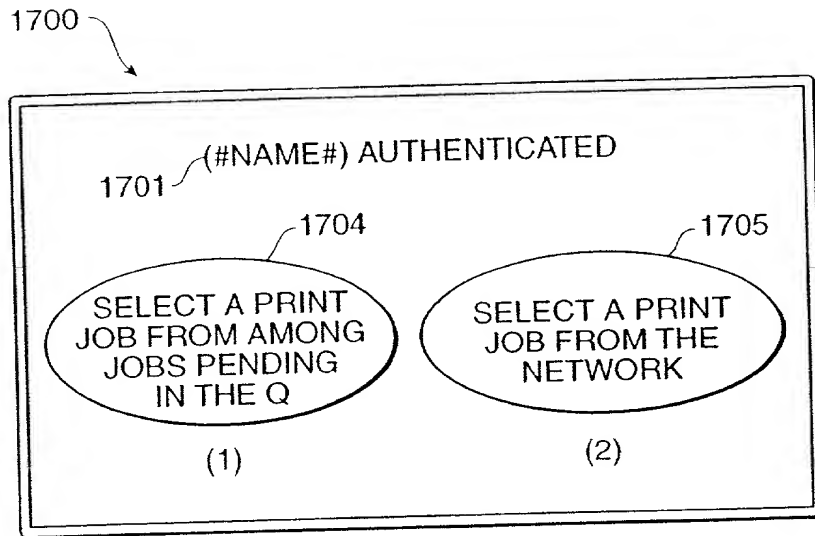 1700
(#NAME#) AUTHENTICATED
1701
1704
1705
SELECT A PRINT
JOB FROM AMONG
JOBS PENDING
IN THE Q
SELECT A PRINT
JOB FROM THE
NETWORK
(1)
(2)